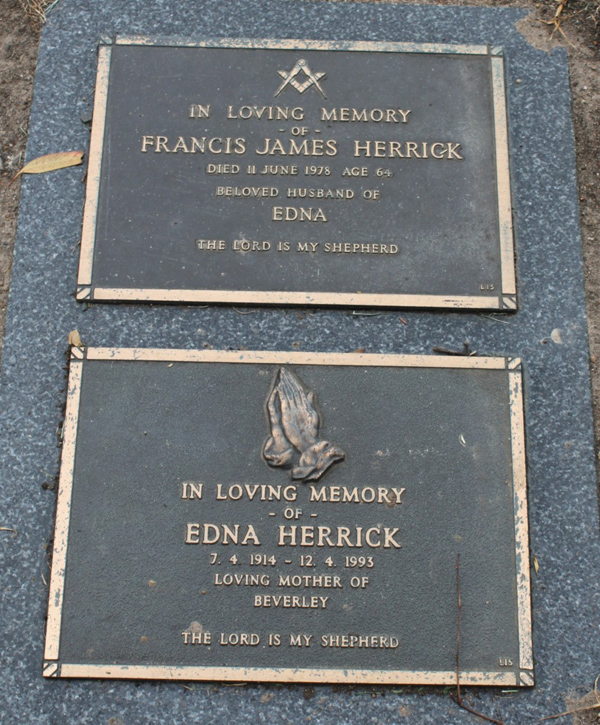 IN LOVING MEMORY
- OF -
FRANCIS JAMES HERRICK
DIED 11 JUNE 1978 AGE 64
BELOVED HUSBAND OF
EDNA
THE LORD IS MY SHEPHERD
L15
IN LOVING MEMORY
- OF -
EDNA HERRICK
7. 4. 1914 - 12. 4. 1993
LOVING MOTHER OF
BEVERLEY
THE LORD IS MY SHEPHERD
L15